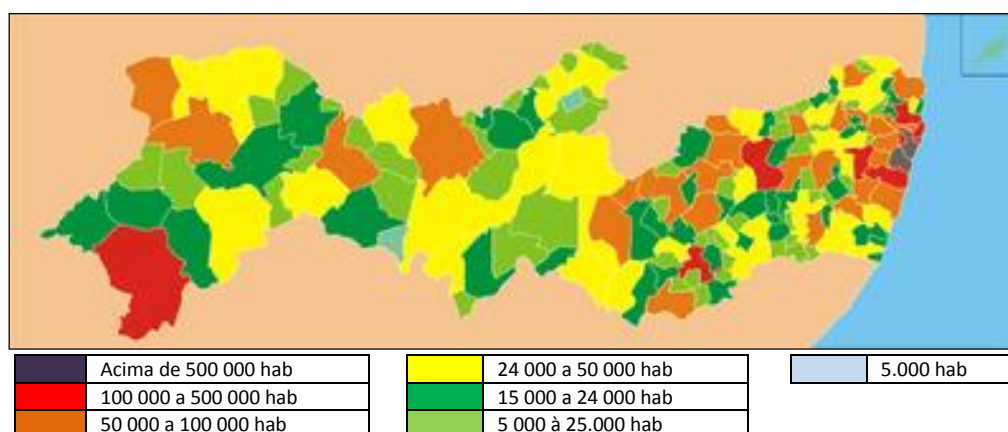 Acima de 500 000 hab
100 000 a 500 000 hab
50 000 a 100 000 hab
24 000 a 50 000 hab
15 000 a 24 000 hab
5 000 à 25.000 hab
5.000 hab